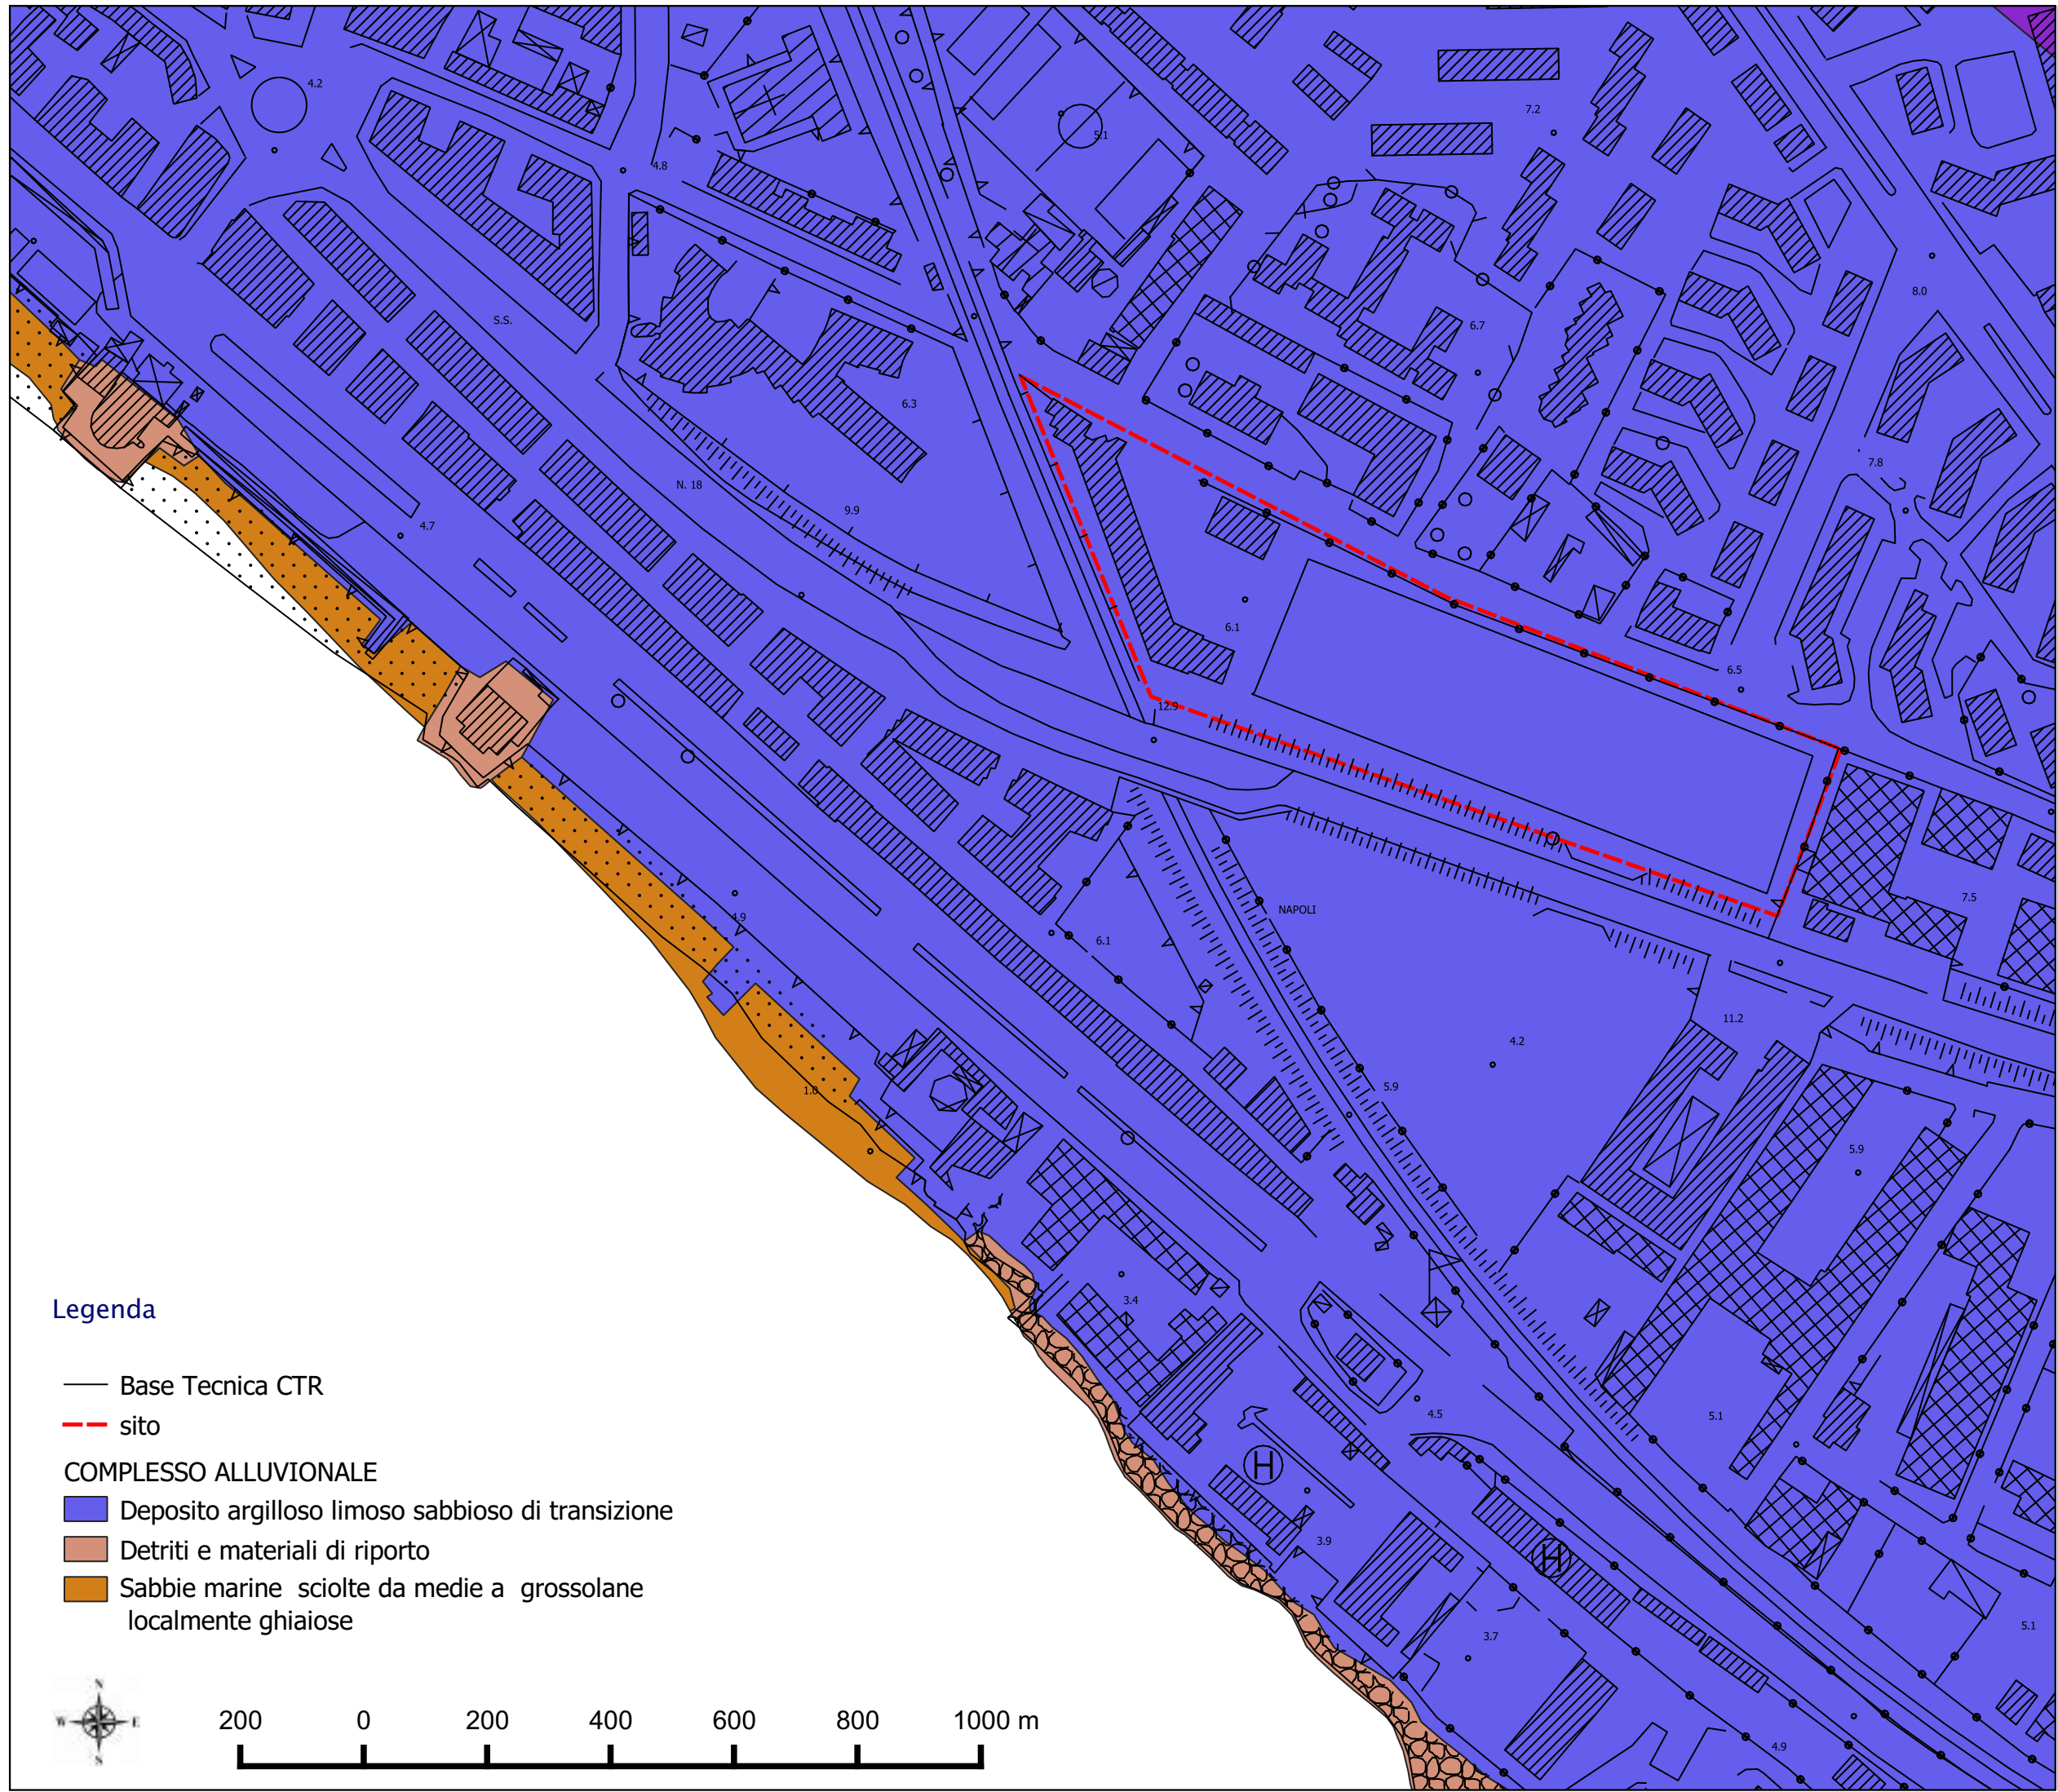 4.2
4.8
5.1
7.2
S.S.
6.7
8.0
6.3
7.8
N. 18
9.9
4.7
6.1
6.5
12.9
4.9
NAPOLI
7.5
6.1
11.2
4.2
5.9
1.0
5.9
3.4
4.5
5.1
H
3.9
H
3.7
5.1
4.9
Legenda
Base Tecnica CTR
sito
COMPLESSO ALLUVIONALE
Deposito argilloso limoso sabbioso di transizione
Detriti e materiali di riporto
Sabbie marine sciolte da medie a grossolane
localmente ghiaiose
N
W E
S
200 0 200 400 600 800 1000 m